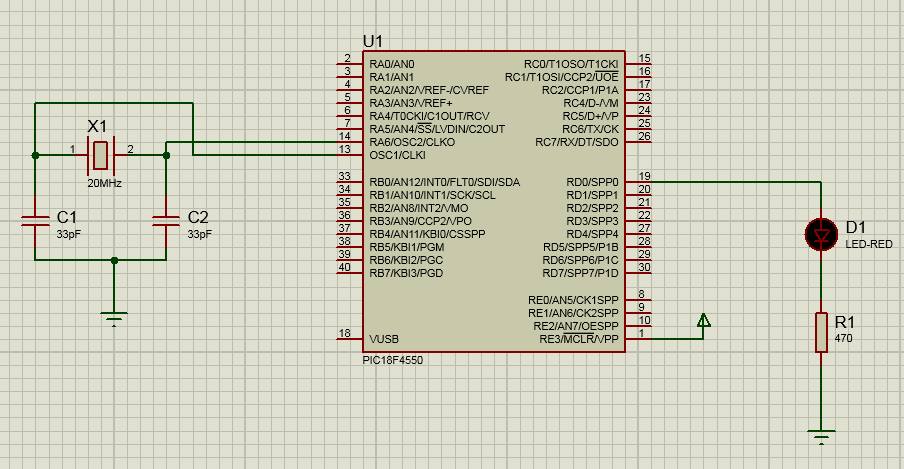 U1
2 RA0/AN0
3 RA1/AN1
4 RA2/AN2/VREF-/CVREF
5 RA3/AN3/VREF+
6 RA4/T0CKI/C1OUT/RCV
7 RA5/AN4/SS/LVDIN/C2OUT
14 RA6/OSC2/CLKO
13 OSC1/CLKI
33 RB0/AN12/INT0/FLT0/SDI/SDA
34 RB1/AN10/INT1/SCK/SCL
35 RB2/AN8/INT2/VMO
36 RB3/AN9/CCP2/VPO
37 RB4/AN11/KBI0/CSSPP
38 RB5/KBI1/PGM
39 RB6/KBI2/PGC
40 RB7/KBI3/PGD
18 VUSB
RC0/T1OSO/T1CKI 15
RC1/T1OSI/CCP2/UOE 16
RC2/CCP1/P1A 17
RC4/D-/VM 23
RC5/D+/VP 24
RC6/TX/CK 25
RC7/RX/DT/SDO 26
RD0/SPP0 19
RD1/SPP1 20
RD2/SPP2 21
RD3/SPP3 22
RD4/SPP4 27
RD5/SPP5/P1B 28
RD6/SPP6/P1C 29
RD7/SPP7/P1D 30
RE0/AN5/CK1SPP 8
RE1/AN6/CK2SPP 9
RE2/AN7/OESPP 10
RE3/MCLR/VPP 1
PIC18F4550
X1
1 2
20MHz
C1
33pF
C2
33pF
D1
LED-RED
R1
470